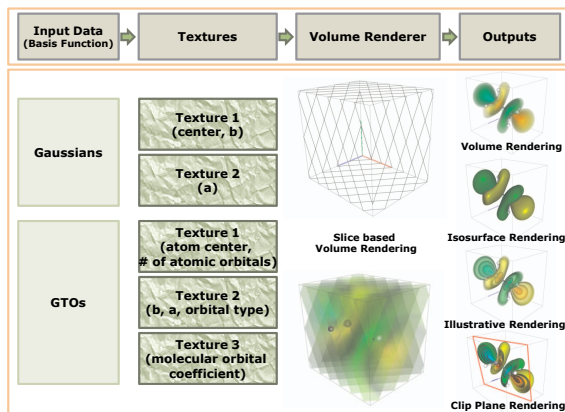 Input Data
(Basis Function)
Textures
Volume Renderer
Outputs
Gaussians
Texture 1
(center, b)
Texture 2
(a)
GTOs
Texture 1
(atom center,
# of atomic orbitals)
Texture 2
(b, a, orbital type)
Texture 3
(molecular orbital
coefficient)
Slice based
Volume Rendering
Volume Rendering
Isosurface Rendering
Illustrative Rendering
Clip Plane Rendering